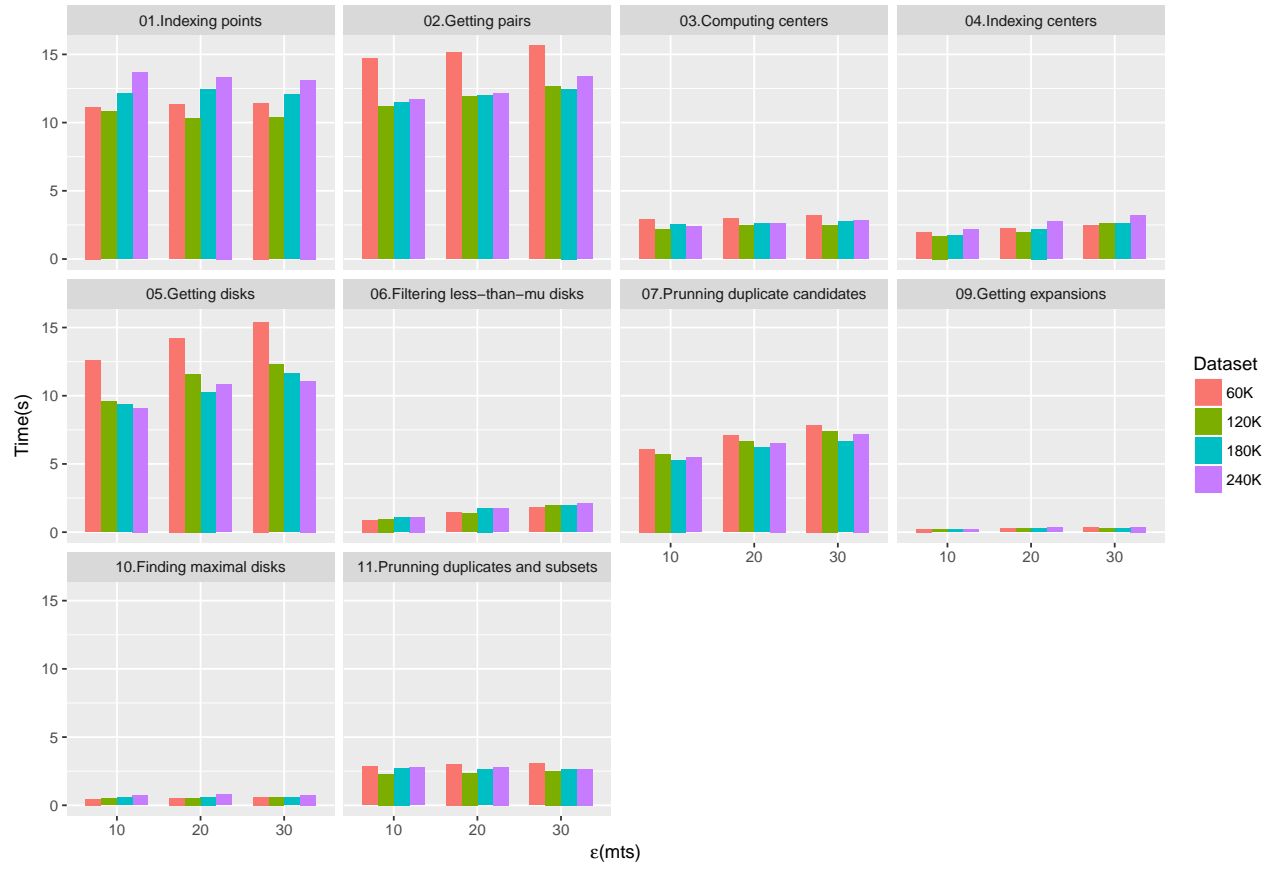 01.Indexing points
02.Getting pairs
03.Computing centers
04.Indexing centers
15
10
5
0
05.Getting disks
06.Filtering less−than−mu disks
07.Prunning duplicate candidates
09.Getting expansions
15
10
5
0
10 20 30
10 20 30
10.Finding maximal disks
11.Prunning duplicates and subsets
15
10
5
0
10 20 30
10 20 30
ε(mts)
Time(s)
Dataset
60K
120K
180K
240K